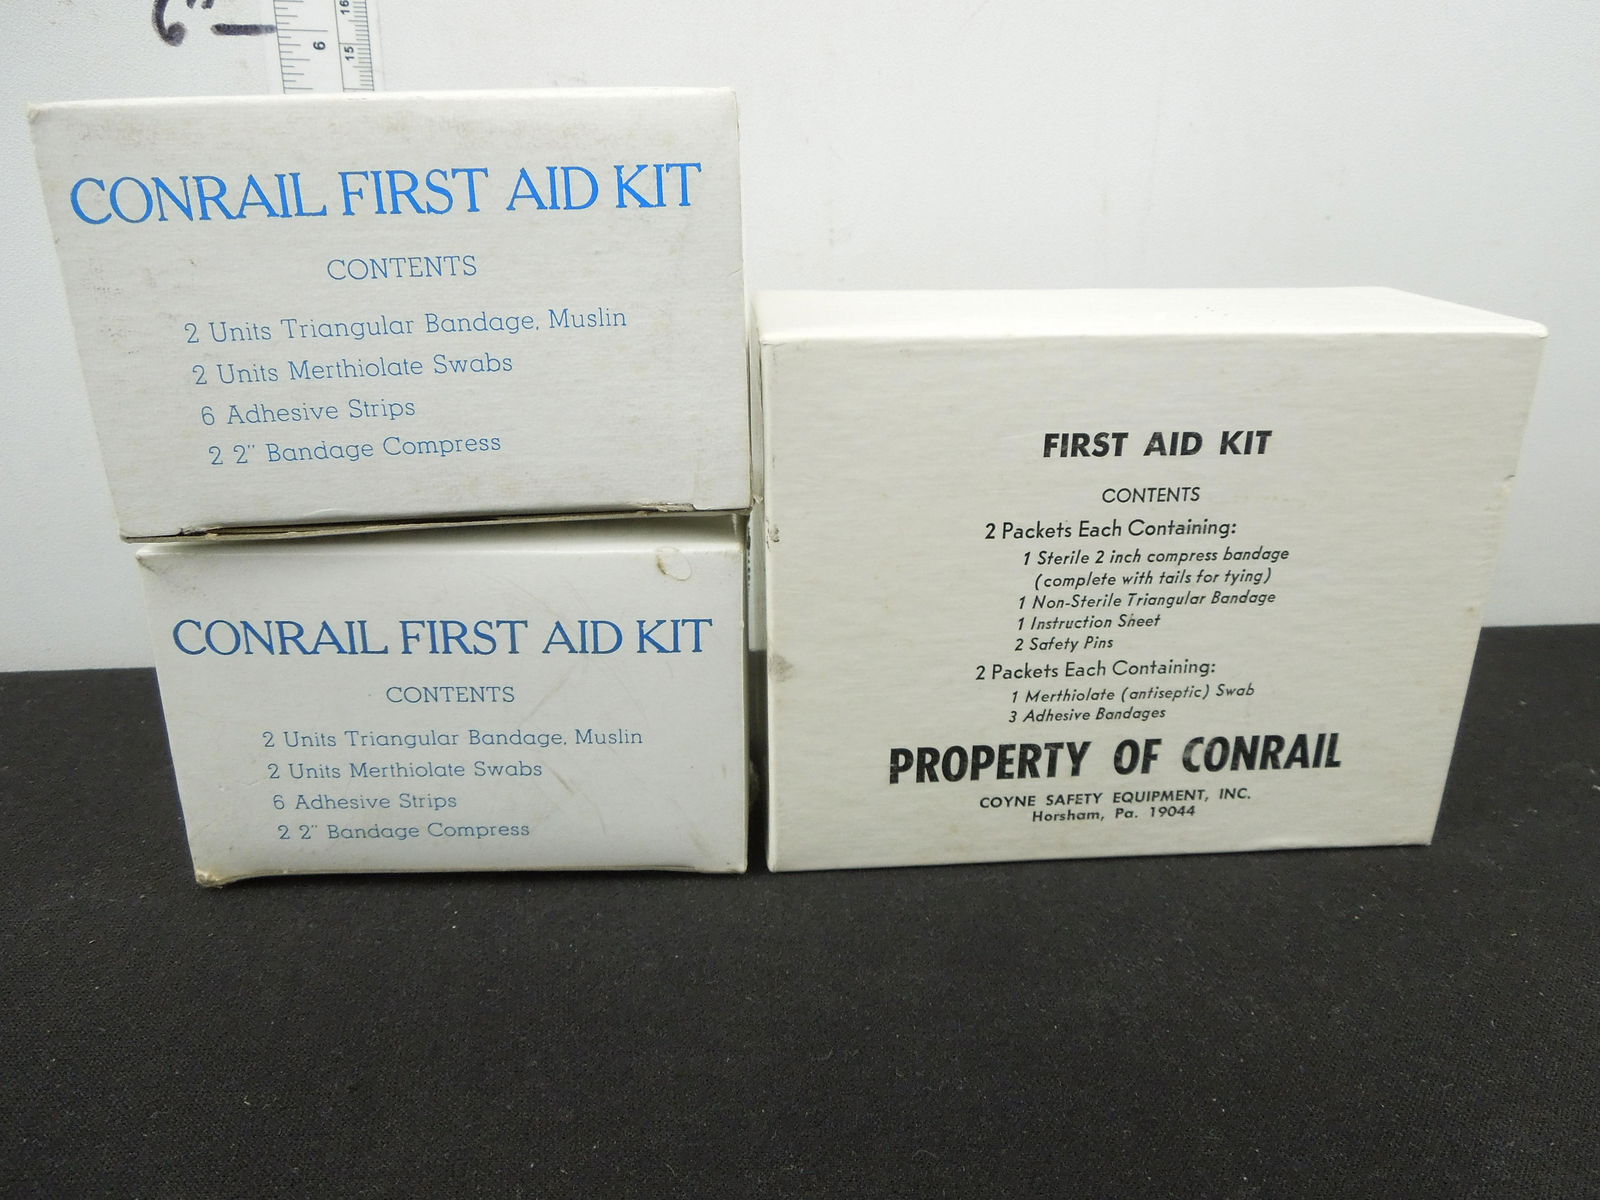 6"
6
16
15
CONRAIL FIRST AID KIT
CONTENTS
2 Units Triangular Bandage, Muslin
2 Units Merthiolate Swabs
6 Adhesive Strips
2 2" Bandage Compress
CONRAIL FIRST AID KIT
CONTENTS
2 Units Triangular Bandage, Muslin
2 Units Merthiolate Swabs
6 Adhesive Strips
2 2" Bandage Compress
FIRST AID KIT
CONTENTS
2 Packets Each Containing:
1 Sterile 2 inch compress bandage
(complete with tails for tying)
1 Non-Sterile Triangular Bandage
1 Instruction Sheet
2 Safety Pins
2 Packets Each Containing:
1 Merthiolate (antiseptic) Swab
3 Adhesive Bandages
PROPERTY OF CONRAIL
COYNE SAFETY EQUIPMENT, INC.
Horsham, Pa. 19044